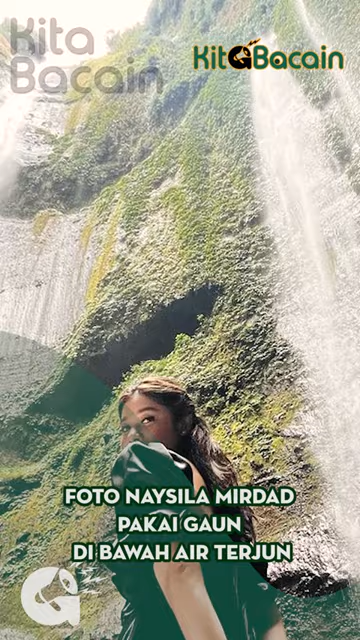 Kita
Bacain
KitaBacain
FOTO NAYSILA MIRDAD
PAKAI GAUN
DI BAWAH AIR TERJUN